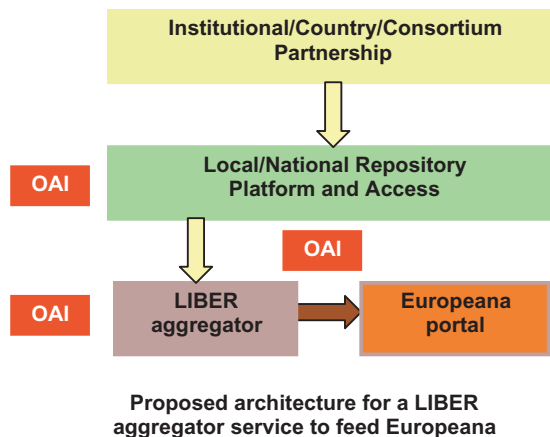 Institutional/Country/Consortium
Partnership
OAI
Local/National Repository
Platform and Access
OAI
OAI
LIBER
aggregator
Europeana
portal
Proposed architecture for a LIBER
aggregator service to feed Europeana